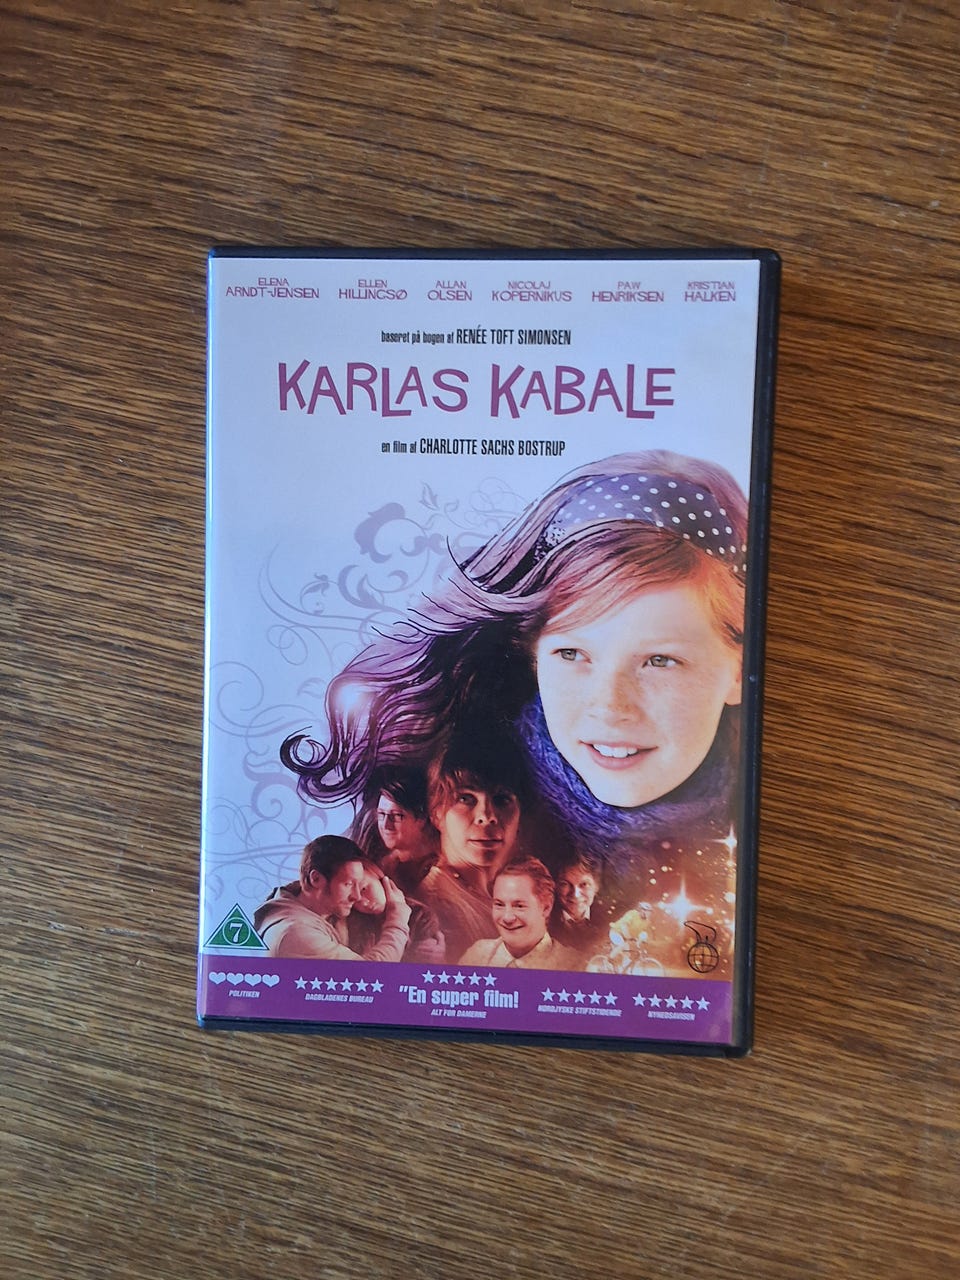 ELENA ARNDT-JENSEN
ELLEN HILLINGSØ
ALLAN OLSEN
NICOLAJ KOPERNIKUS
PAW HENRIKSEN
KRISTIAN HALKEN
baseret på bogen af RENÉE TOFT SIMONSEN
KARLAS KABALE
en film af CHARLOTTE SACHS BOSTRUP
7
POLITIKEN
DAGBLADENES BUREAU
"En super film!
ALT FOR DAMERNE
NORDJYSKE STIFTSTIDENDE
NYHEDSAVISEN